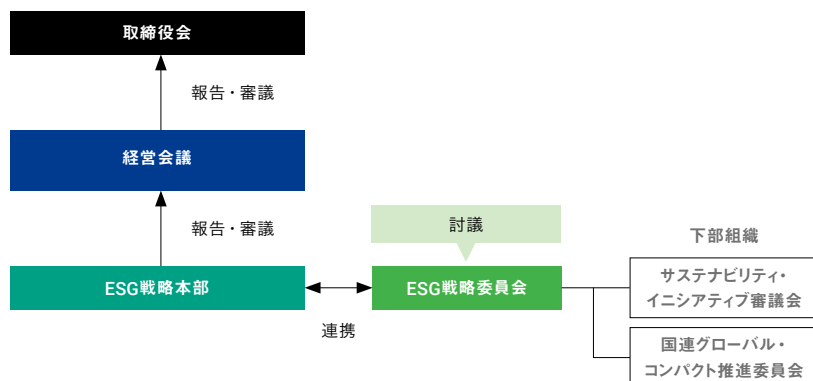 取締役会
報告・審議
経営会議
報告・審議
討議
下部組織
ESG戦略本部
連携
ESG戦略委員会
サステナビリティ・
イニシアティブ審議会
国連グローバル・
コンパクト推進委員会